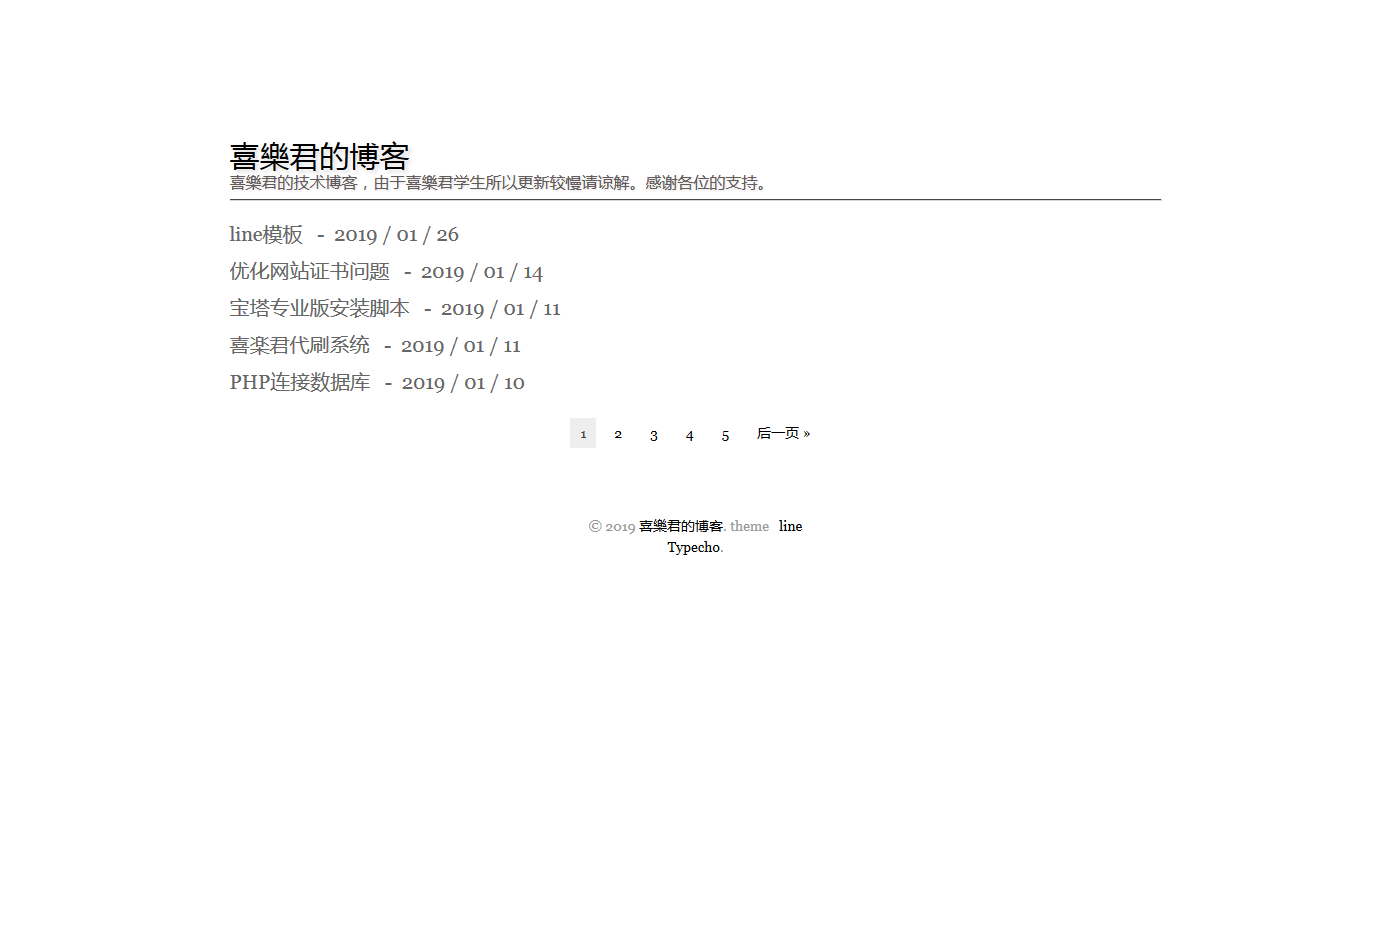 喜樂君的博客
喜樂君的技术博客，由于喜樂君学生所以更新较慢请谅解。感谢各位的支持。
line模板 - 2019 / 01 / 26
优化网站证书问题 - 2019 / 01 / 14
宝塔专业版安装脚本 - 2019 / 01 / 11
喜楽君代刷系统 - 2019 / 01 / 11
PHP连接数据库 - 2019 / 01 / 10
1 2 3 4 5 后一页 »
© 2019 喜樂君的博客. theme line
Typecho.